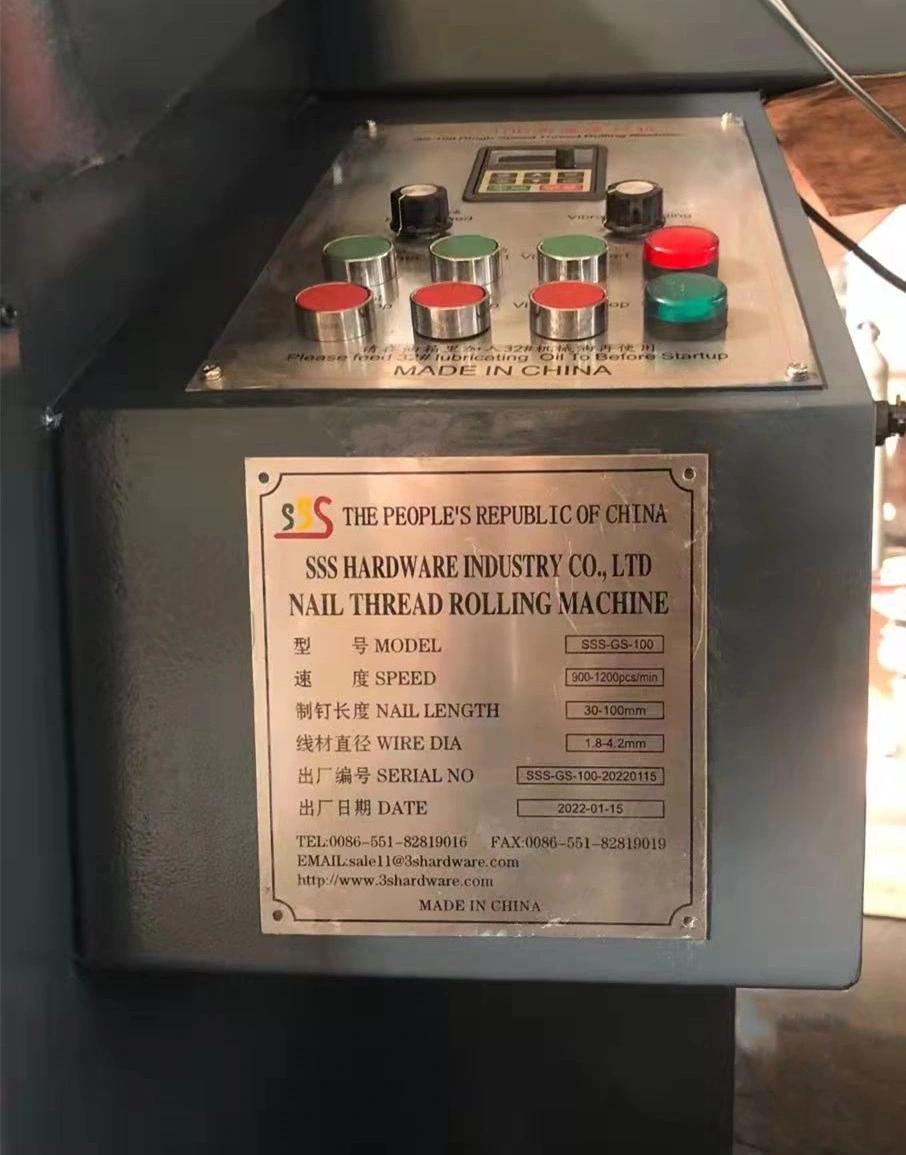 Please feed 32# lubricating Oil To Before Startup
MADE IN CHINA
SSS THE PEOPLE'S REPUBLIC OF CHINA
SSS HARDWARE INDUSTRY CO., LTD
NAIL THREAD ROLLING MACHINE
型 号 MODEL SSS-GS-100
速 度 SPEED 900-1200pcs/min
制钉长度 NAIL LENGTH 30-100mm
线材直径 WIRE DIA 1.8-4.2mm
出厂编号 SERIAL NO SSS-GS-100-20220115
出厂日期 DATE 2022-01-15
TEL:0086-551-82819016 FAX:0086-551-82819019
EMAIL:sale11@3shardware.com
http://www.3shardware.com
MADE IN CHINA